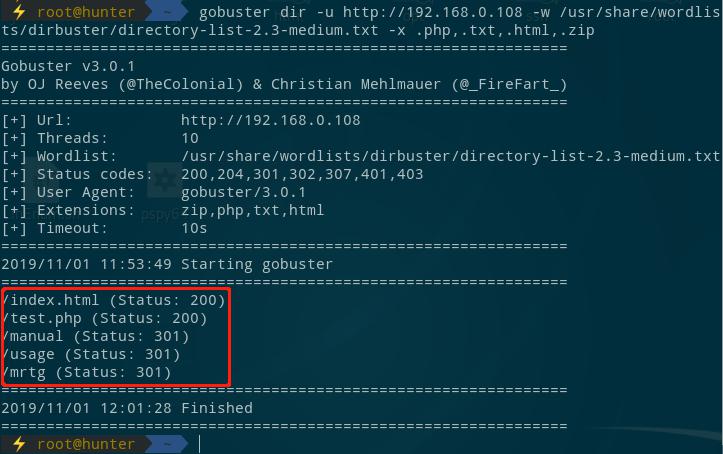 ⚡ root@hunter ~ gobuster dir -u http://192.168.0.108 -w /usr/share/wordlis
ts/dirbuster/directory-list-2.3-medium.txt -x .php,.txt,.html,.zip
===============================================================
Gobuster v3.0.1
by OJ Reeves (@TheColonial) & Christian Mehlmauer (@_FireFart_)
===============================================================
[+] Url:            http://192.168.0.108
[+] Threads:        10
[+] Wordlist:       /usr/share/wordlists/dirbuster/directory-list-2.3-medium.txt
[+] Status codes:   200,204,301,302,307,401,403
[+] User Agent:     gobuster/3.0.1
[+] Extensions:     zip,php,txt,html
[+] Timeout:        10s
===============================================================
2019/11/01 11:53:49 Starting gobuster
===============================================================
/index.html (Status: 200)
/test.php (Status: 200)
/manual (Status: 301)
/usage (Status: 301)
/mrtg (Status: 301)
===============================================================
2019/11/01 12:01:28 Finished
===============================================================
⚡ root@hunter ~